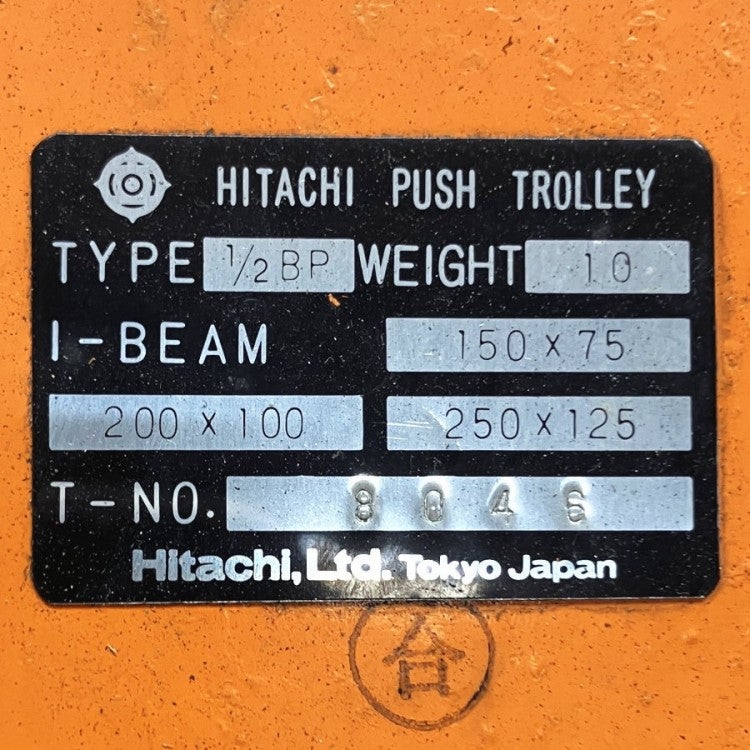 HITACHI PUSH TROLLEY
TYPE 1/2BP WEIGHT 10
I-BEAM 150×75
200×100 250×125
T-NO. 8046
Hitachi, Ltd. Tokyo Japan
台